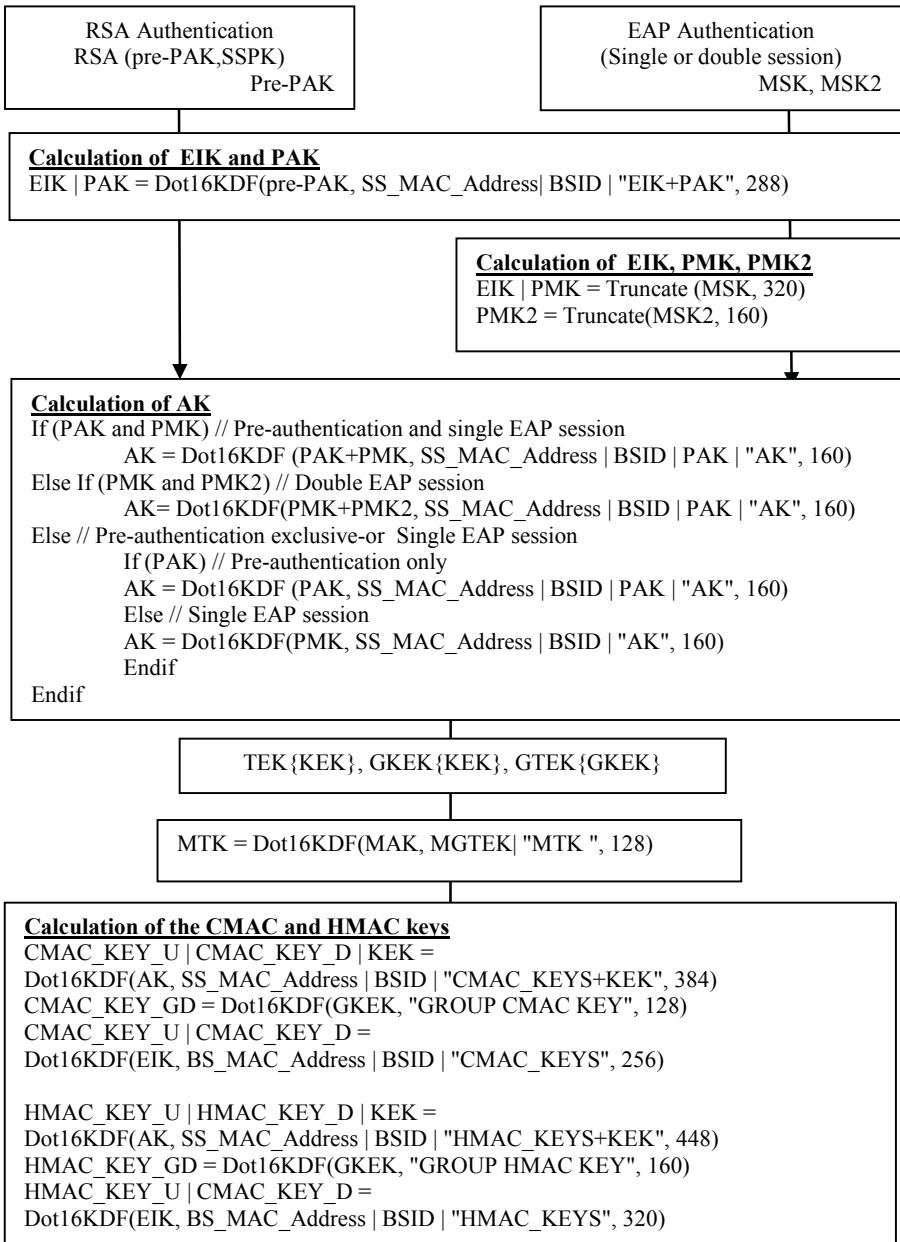 RSA Authentication
RSA (pre-PAK,SSPK)
Pre-PAK
EAP Authentication
(Single or double session)
MSK, MSK2
Calculation of  EIK and PAK
EIK | PAK = Dot16KDF(pre-PAK, SS_MAC_Address| BSID | "EIK+PAK", 288)
Calculation of  EIK, PMK, PMK2
EIK | PMK = Truncate (MSK, 320)
PMK2 = Truncate(MSK2, 160)
Calculation of AK
If (PAK and PMK) // Pre-authentication and single EAP session
AK = Dot16KDF (PAK+PMK, SS_MAC_Address | BSID | PAK | "AK", 160)
Else If (PMK and PMK2) // Double EAP session
AK= Dot16KDF(PMK+PMK2, SS_MAC_Address | BSID | PAK | "AK", 160)
Else // Pre-authentication exclusive-or  Single EAP session
If (PAK) // Pre-authentication only
AK = Dot16KDF (PAK, SS_MAC_Address | BSID | PAK | "AK", 160)
Else // Single EAP session
AK = Dot16KDF(PMK, SS_MAC_Address | BSID | "AK", 160)
Endif
Endif
TEK{KEK}, GKEK{KEK}, GTEK{GKEK}
MTK = Dot16KDF(MAK, MGTEK| "MTK ", 128)
Calculation of the CMAC and HMAC keys
CMAC_KEY_U | CMAC_KEY_D | KEK =
Dot16KDF(AK, SS_MAC_Address | BSID | "CMAC_KEYS+KEK", 384)
CMAC_KEY_GD = Dot16KDF(GKEK, "GROUP CMAC KEY", 128)
CMAC_KEY_U | CMAC_KEY_D =
Dot16KDF(EIK, BS_MAC_Address | BSID | "CMAC_KEYS", 256)
HMAC_KEY_U | HMAC_KEY_D | KEK =
Dot16KDF(AK, SS_MAC_Address | BSID | "HMAC_KEYS+KEK", 448)
HMAC_KEY_GD = Dot16KDF(GKEK, "GROUP HMAC KEY", 160)
HMAC_KEY_U | CMAC_KEY_D =
Dot16KDF(EIK, BS_MAC_Address | BSID | "HMAC_KEYS", 320)